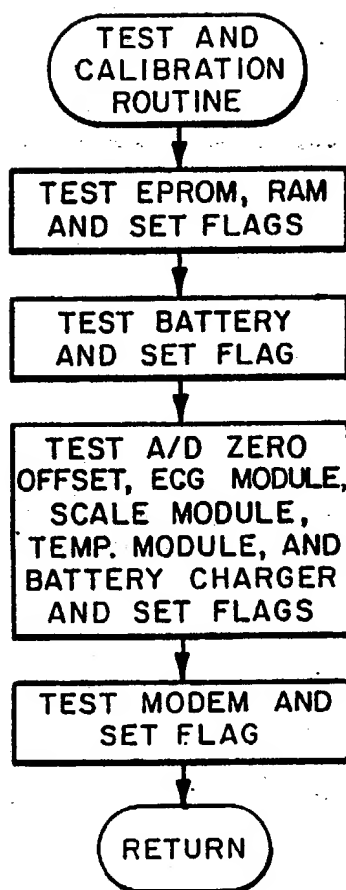 TEST AND
CALIBRATION
ROUTINE
TEST EPROM, RAM
AND SET FLAGS
TEST BATTERY
AND SET FLAG
TEST A/D ZERO
OFFSET, ECG MODULE,
SCALE MODULE,
TEMP. MODULE, AND
BATTERY CHARGER
AND SET FLAGS
TEST MODEM AND
SET FLAG
RETURN